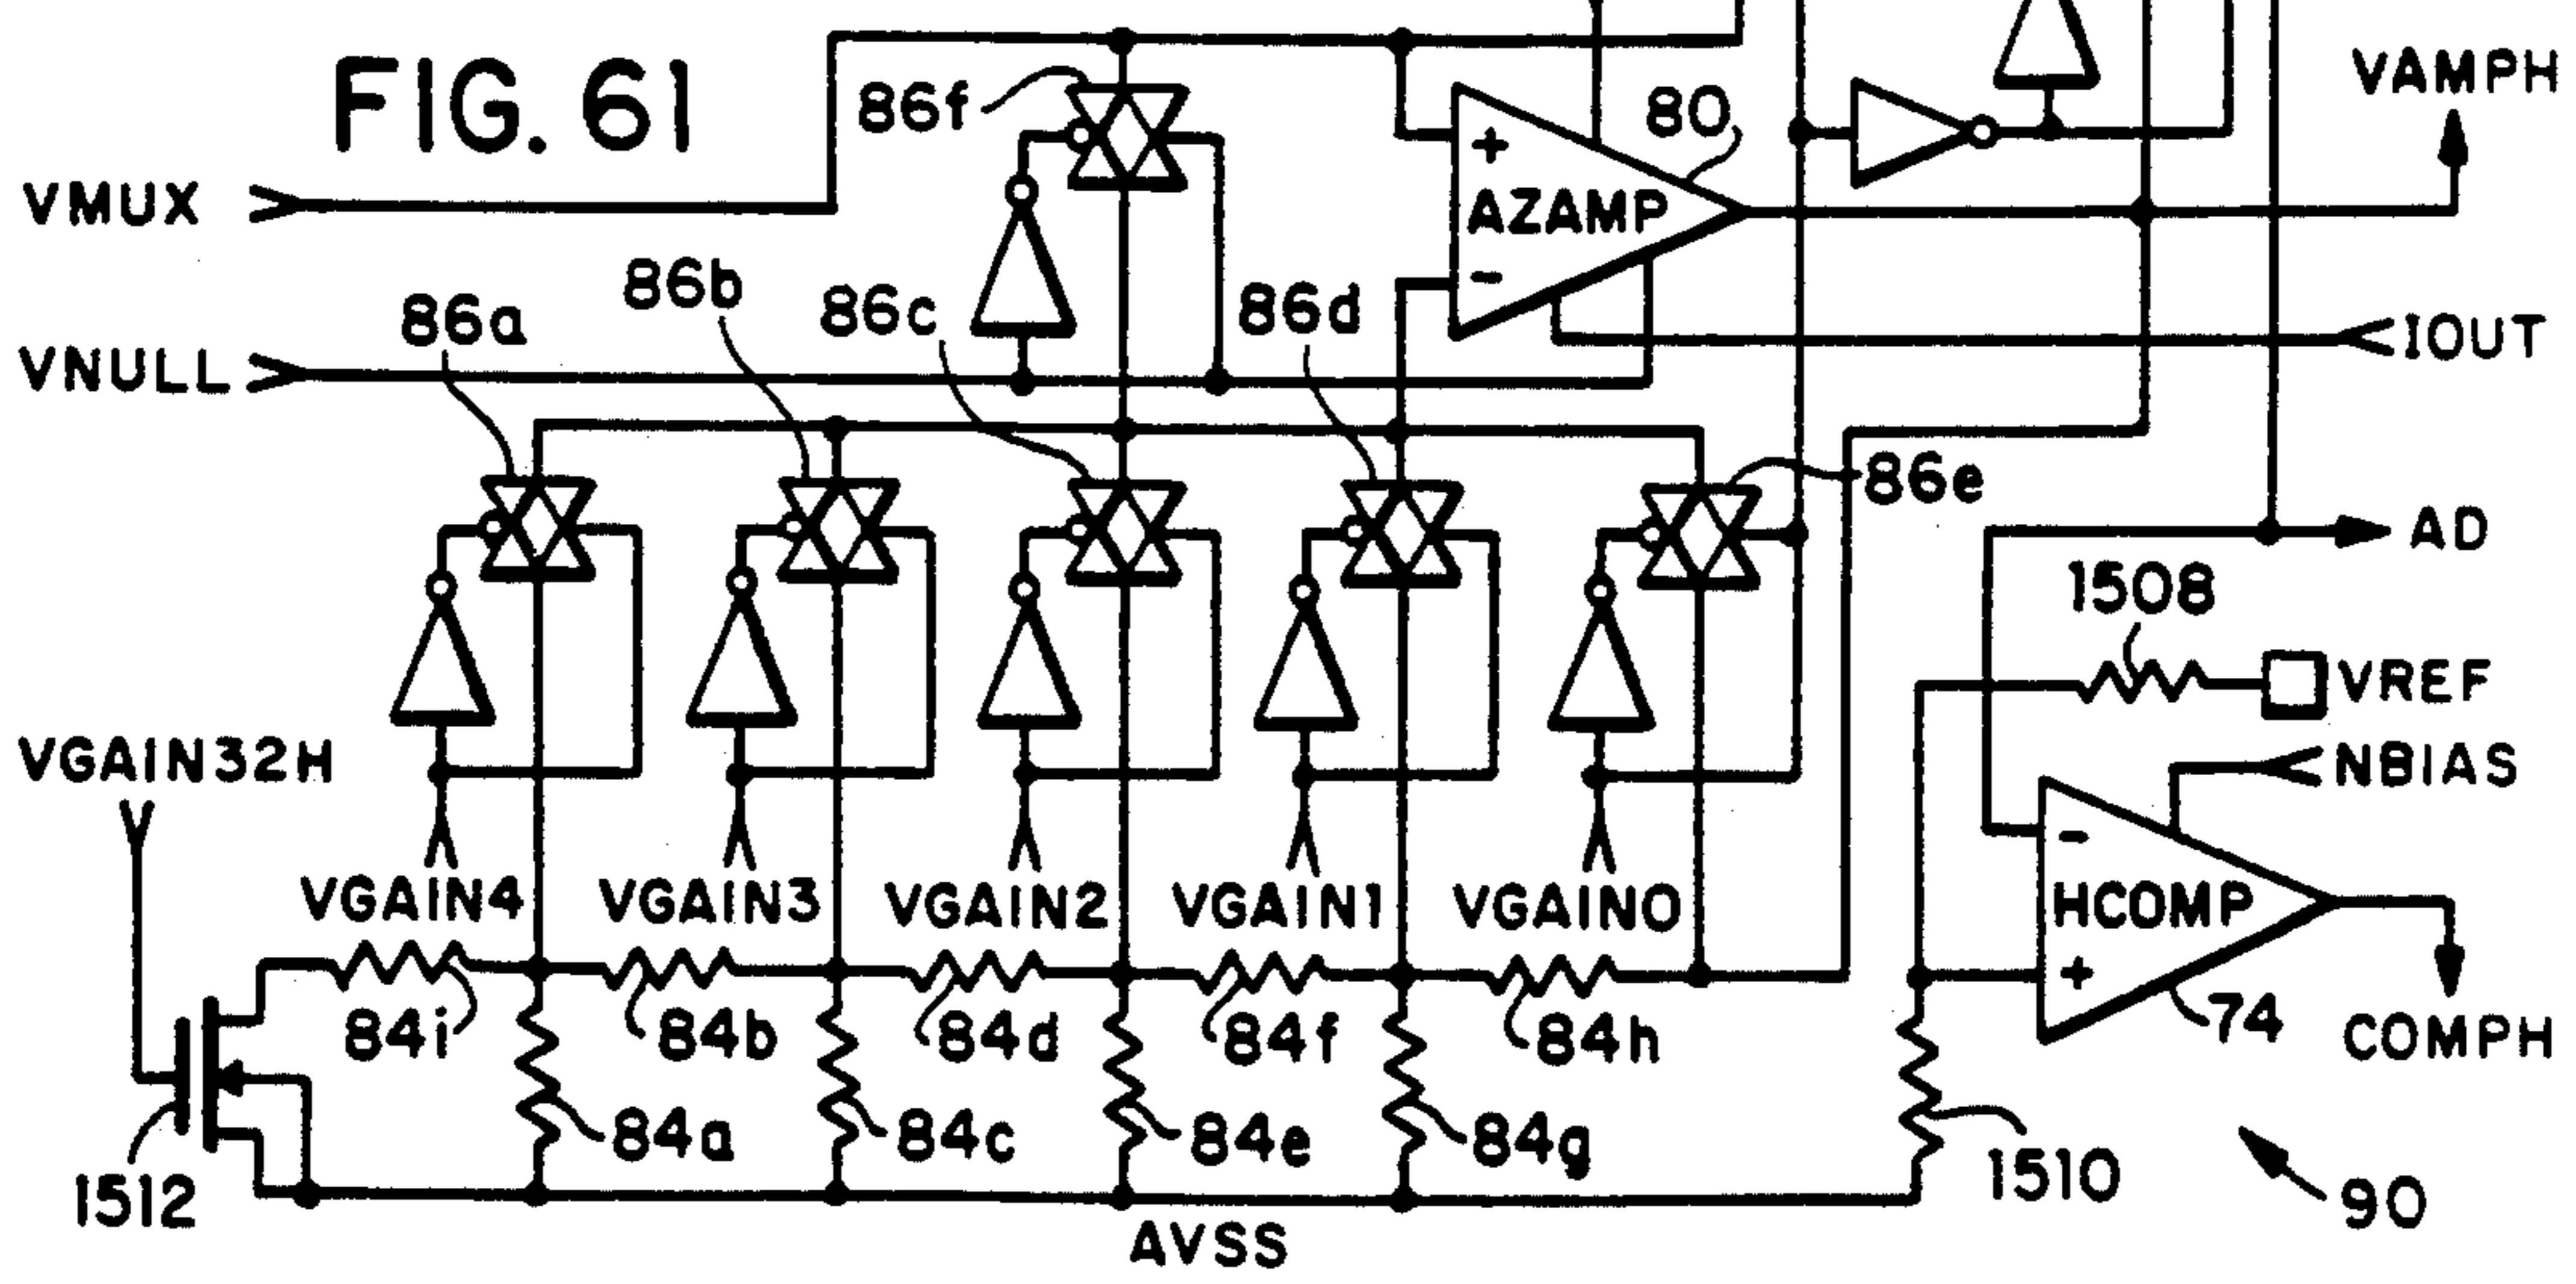 FIG. 61
VAMPH
86f
80
+
VMUX
AZAMP
-
86a
86b
86c
86d
VNULL
IOUT
86e
AD
1508
VREF
VGAIN32H
NBIAS
-
VGAIN4
VGAIN3
VGAIN2
VGAIN1
VGAIN0
HCOMP
+
84i
84b
84d
84f
84h
74
COMPH
84a
84c
84e
84g
1510
1512
90
AVSS